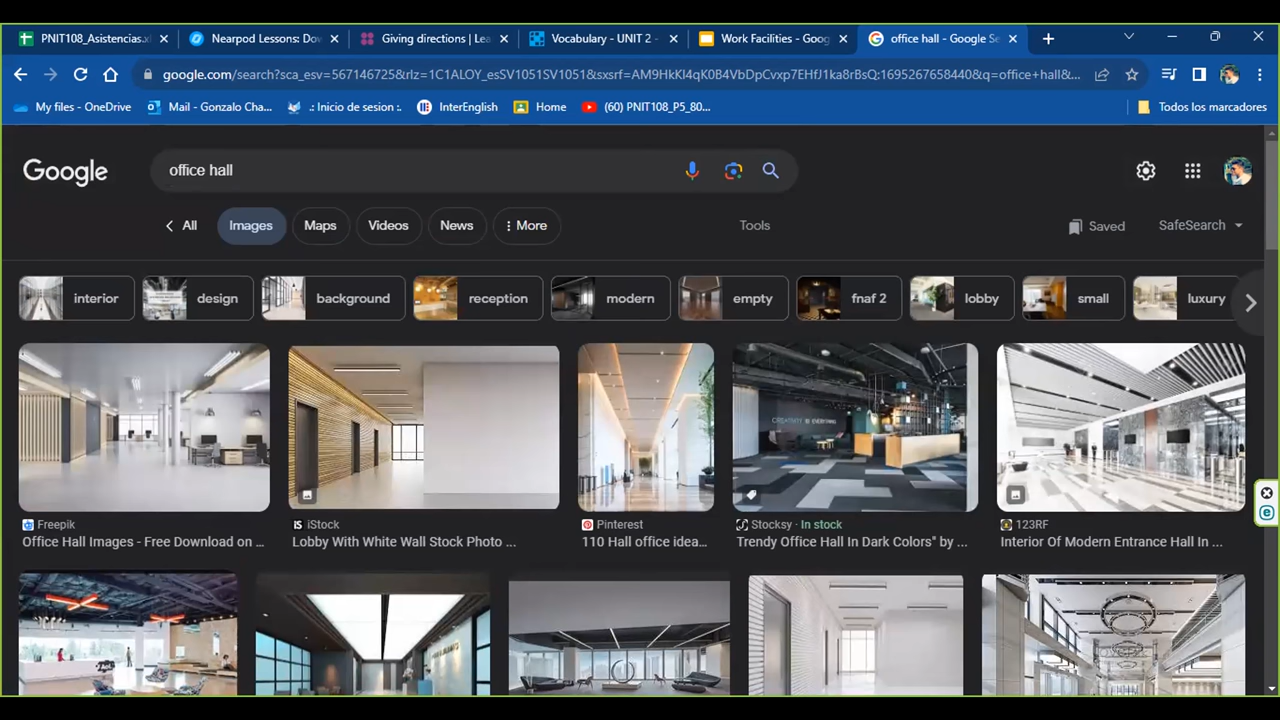 PNIT108_Asistencias.x
Nearpod Lessons: Dov
Giving directions | Lea
Vocabulary - UNIT 2 -
Work Facilities - Goog
office hall - Google Se
google.com/search?sca_esv=567146725&rlz=1C1ALOY_esSV1051SV1051&sxsrf=AM9HkKl4qK0B4VbDpCvxp7EHfJ1ka8rBsQ:1695267658440&q=office+hall&...
My files - OneDrive
Mail - Gonzalo Cha...
.: Inicio de sesion :.
InterEnglish
Home
(60) PNIT108_P5_80...
Todos los marcadores
Google
office hall
All
Images
Maps
Videos
News
More
Tools
Saved
SafeSearch
interior
design
background
reception
modern
empty
fnaf 2
lobby
small
luxury
CREATIVITY IS EVERYTHING
Freepik
Office Hall Images - Free Download on ...
iStock
Lobby With White Wall Stock Photo ...
Pinterest
110 Hall office idea...
Stocksy · In stock
Trendy Office Hall In Dark Colors" by ...
123RF
Interior Of Modern Entrance Hall In ...